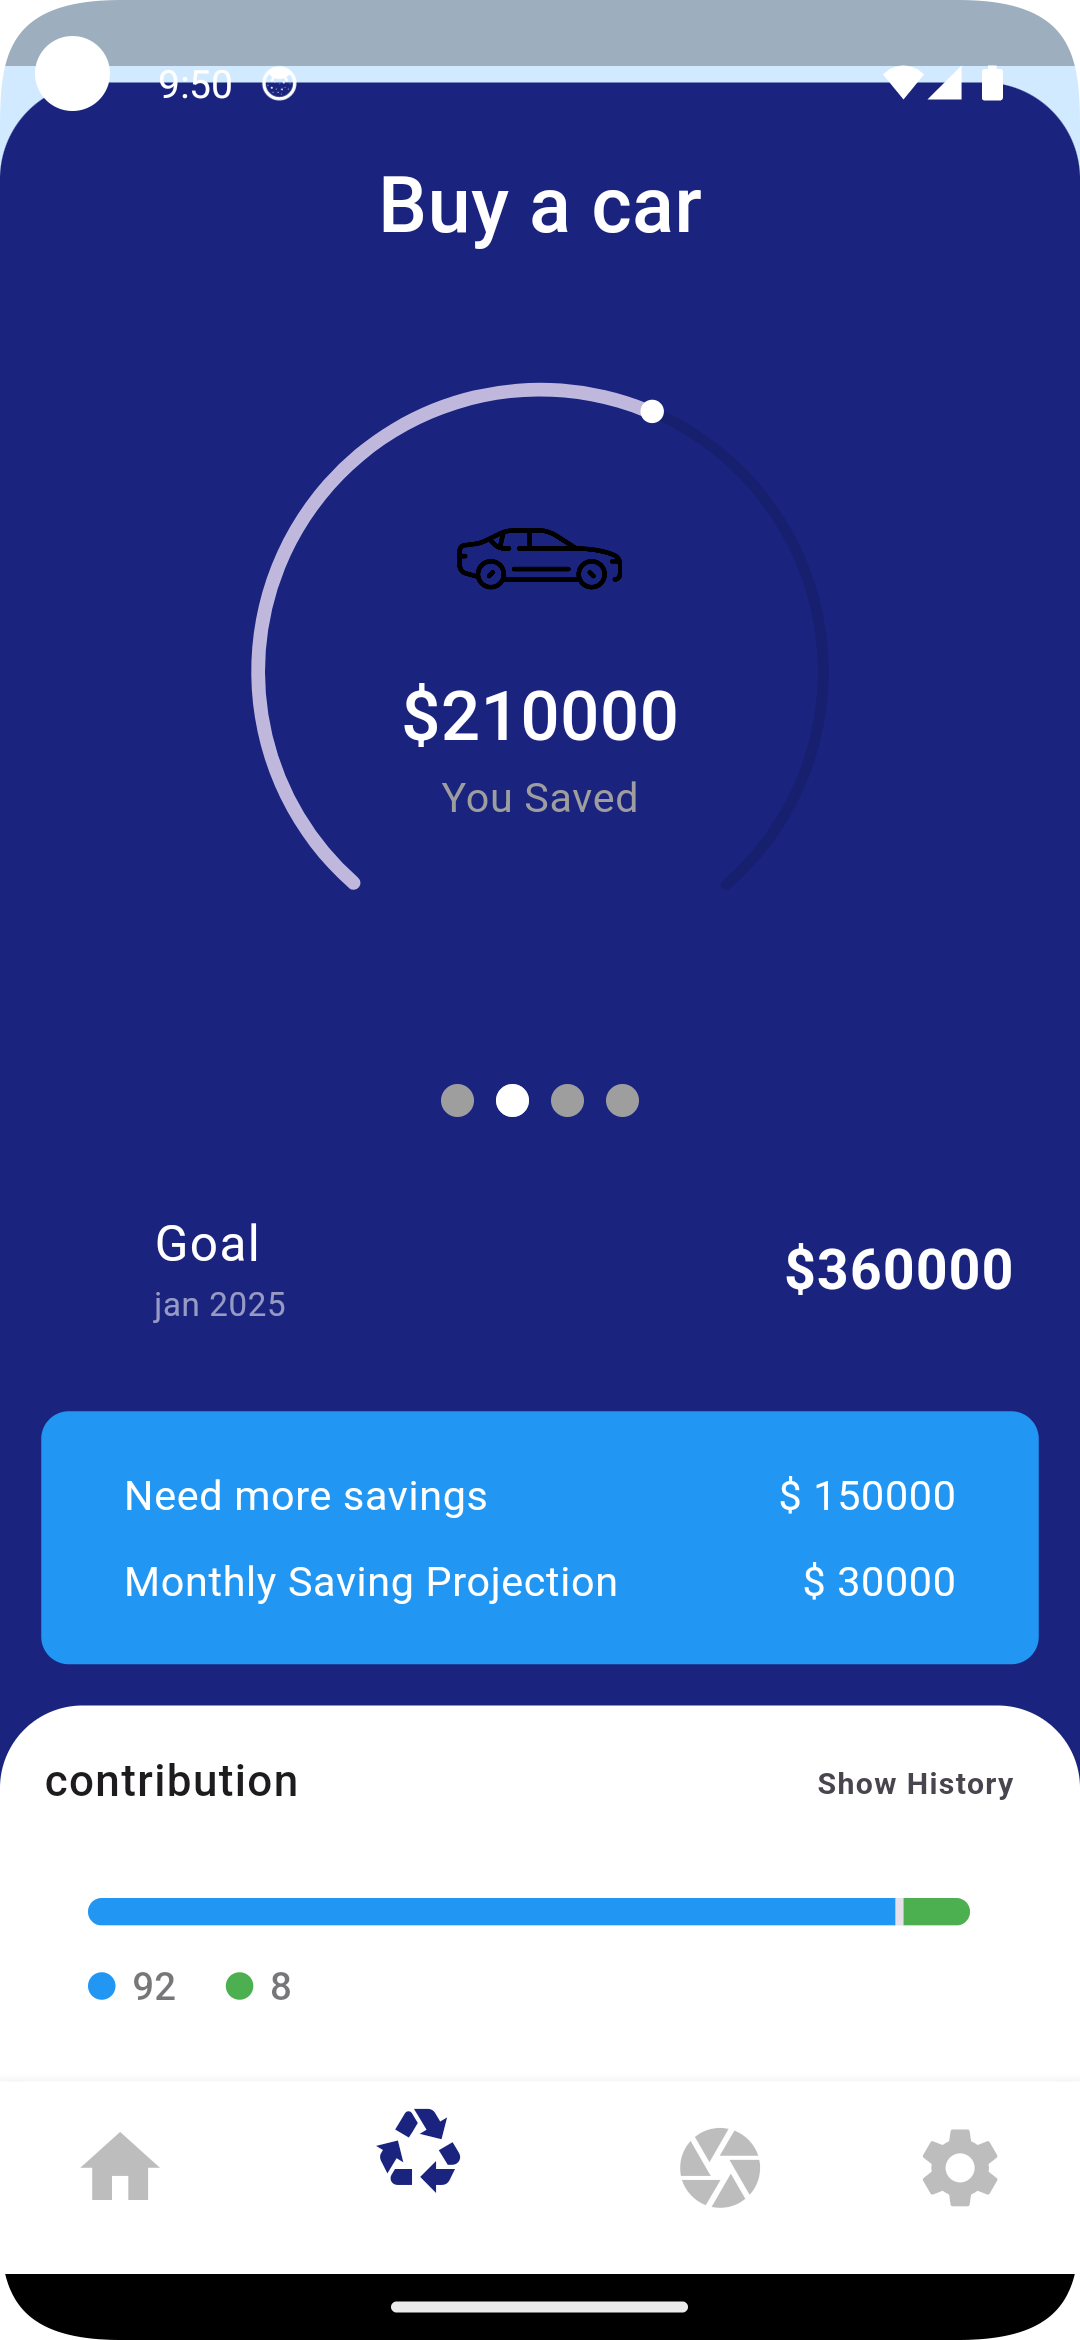 9:50
Buy a car
$210000
You Saved
Goal
jan 2025
$360000
Need more savings $ 150000
Monthly Saving Projection $ 30000
contribution Show History
92 8